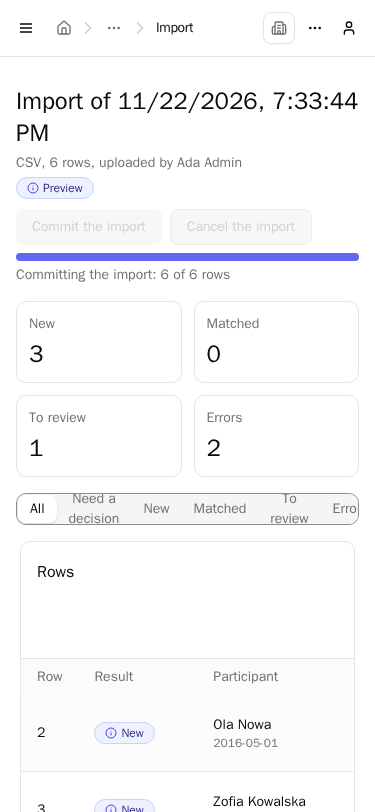 Import
Import of 11/22/2026, 7:33:44
PM
CSV, 6 rows, uploaded by Ada Admin
Preview
Commit the import
Cancel the import
Committing the import: 6 of 6 rows
New
Matched
3
0
To review
Errors
1
2
All
Need a decision
New
Matched
To review
Erro
Rows
Row
Result
Participant
2
New
Ola Nowa
2016-05-01
3
New
Zofia Kowalska